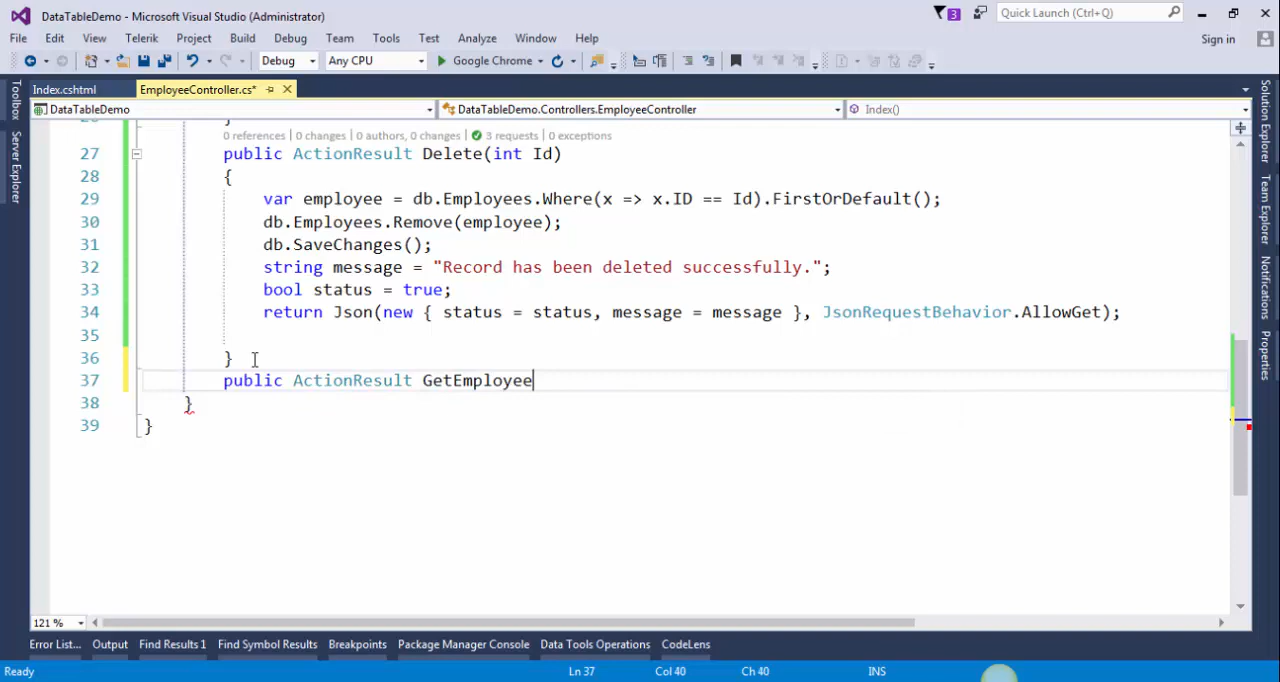 DataTableDemo - Microsoft Visual Studio (Administrator)
3
Quick Launch (Ctrl+Q)
File Edit View Telerik Project Build Debug Team Tools Test Analyze Window Help
Sign in
Debug Any CPU Google Chrome
Index.cshtml EmployeeController.cs*
DataTableDemo DataTableDemo.Controllers.EmployeeController Index()
Toolbox
Server Explorer
Solution Explorer
Team Explorer
Notifications
Properties
26 }
0 references | 0 changes | 0 authors, 0 changes | 3 requests | 0 exceptions
27 public ActionResult Delete(int Id)
28 {
29 var employee = db.Employees.Where(x => x.ID == Id).FirstOrDefault();
30 db.Employees.Remove(employee);
31 db.SaveChanges();
32 string message = "Record has been deleted successfully.";
33 bool status = true;
34 return Json(new { status = status, message = message }, JsonRequestBehavior.AllowGet);
35
36 }
37 public ActionResult GetEmployee
38 }
39 }
121 %
Error List... Output Find Results 1 Find Symbol Results Breakpoints Package Manager Console Data Tools Operations CodeLens
Ready Ln 37 Col 40 Ch 40 INS